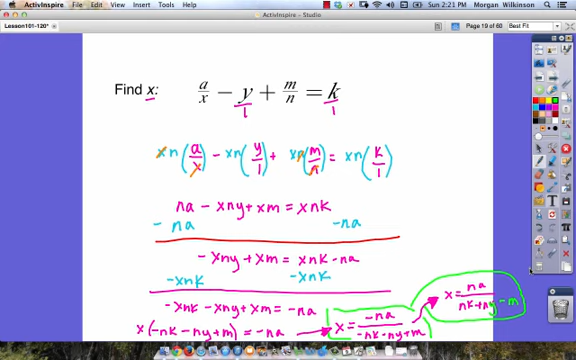 ActivInspire File Edit View Insert Tools Help Sun 2:21 PM Morgan Wilkinson
ActivInspire - Studio
Lesson101-120* Page 19 of 60 Best Fit
Find x: a/x - y/1 + m/n = k/1
xn(a/x) - xn(y/1) + xn(m/n) = xn(k/1)
na - xny + xm = xnk
- na -na
- xny + xm = xnk - na
-xnk -xnk
-xnk - xny + xm = -na
x(-nk - ny + m) = -na → x = -na/-nk-ny+m → x = na/nk+ny-m